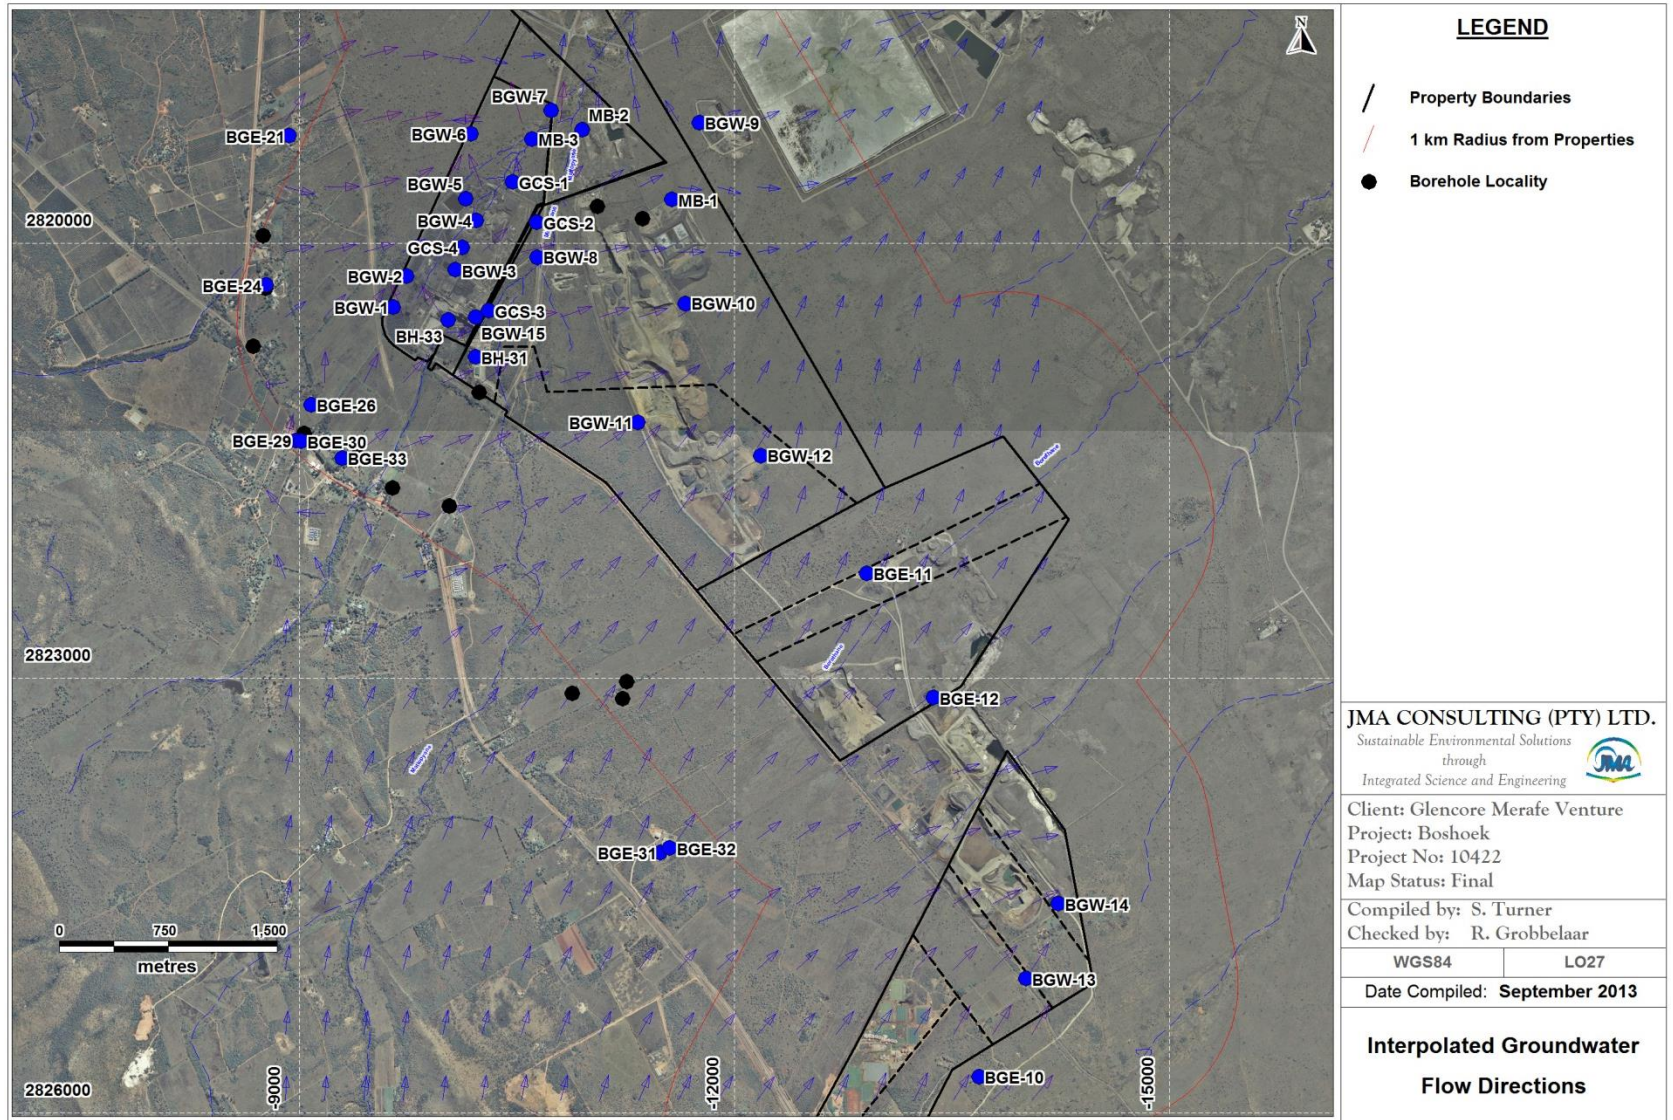 N
BGW-7
MB-2
BGW-9
BGE-21
BGW-6
MB-3
GCS-1
BGW-5
MB-1
BGW-4
GCS-2
2820000
GCS-4
BGW-8
BGW-3
BGW-2
BGE-24
BGW-10
BGW-1
GCS-3
BH-33
BGW-15
BH-31
BGE-26
BGW-11
BGE-29
BGE-30
BGW-12
BGE-33
BGE-11
2823000
BGE-12
BGE-31
BGE-32
BGW-14
0
750
1,500
metres
BGW-13
BGE-10
2826000
-9000
-12000
-15000
LEGEND
Property Boundaries
1 km Radius from Properties
Borehole Locality
JMA CONSULTING (PTY) LTD.
Sustainable Environmental Solutions
through
Integrated Science and Engineering
JMA
Client: Glencore Merafe Venture
Project: Boshoek
Project No: 10422
Map Status: Final
Compiled by: S. Turner
Checked by: R. Grobbelaar
WGS84
LO27
Date Compiled: September 2013
Interpolated Groundwater
Flow Directions